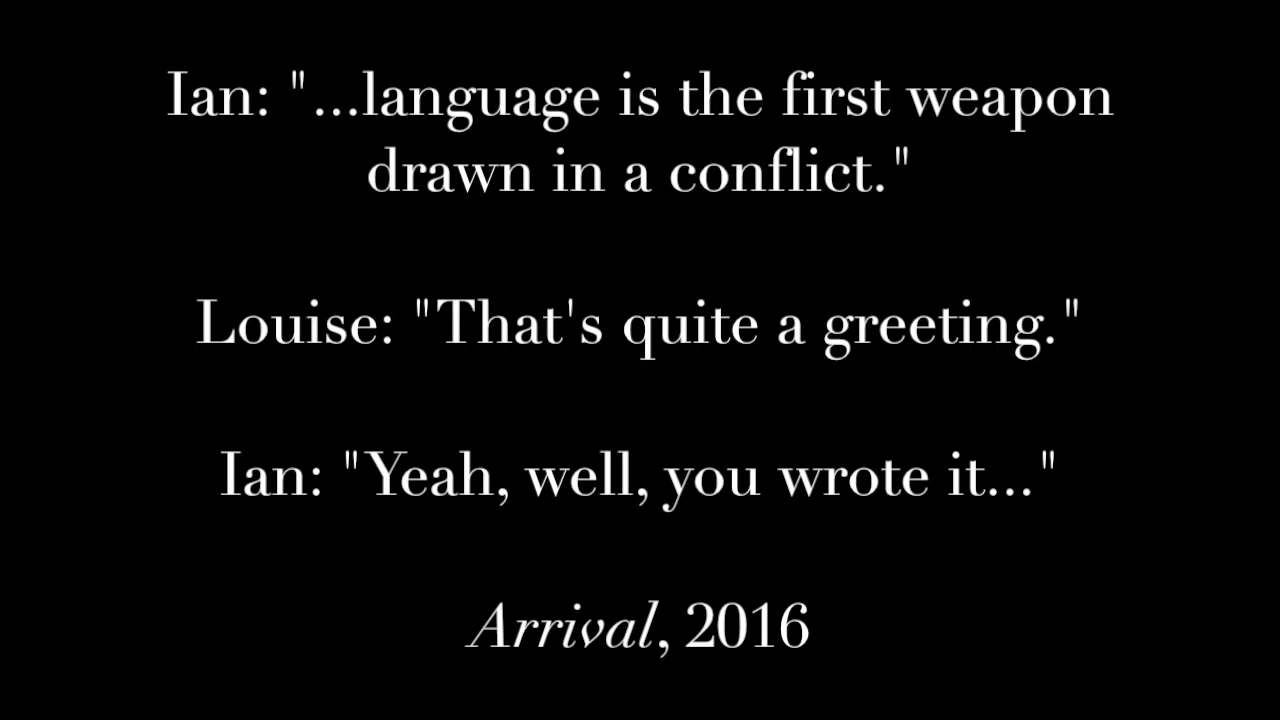 Ian: "...language is the first weapon
drawn in a conflict."
Louise: "That's quite a greeting."
Ian: "Yeah, well, you wrote it..."
Arrival, 2016